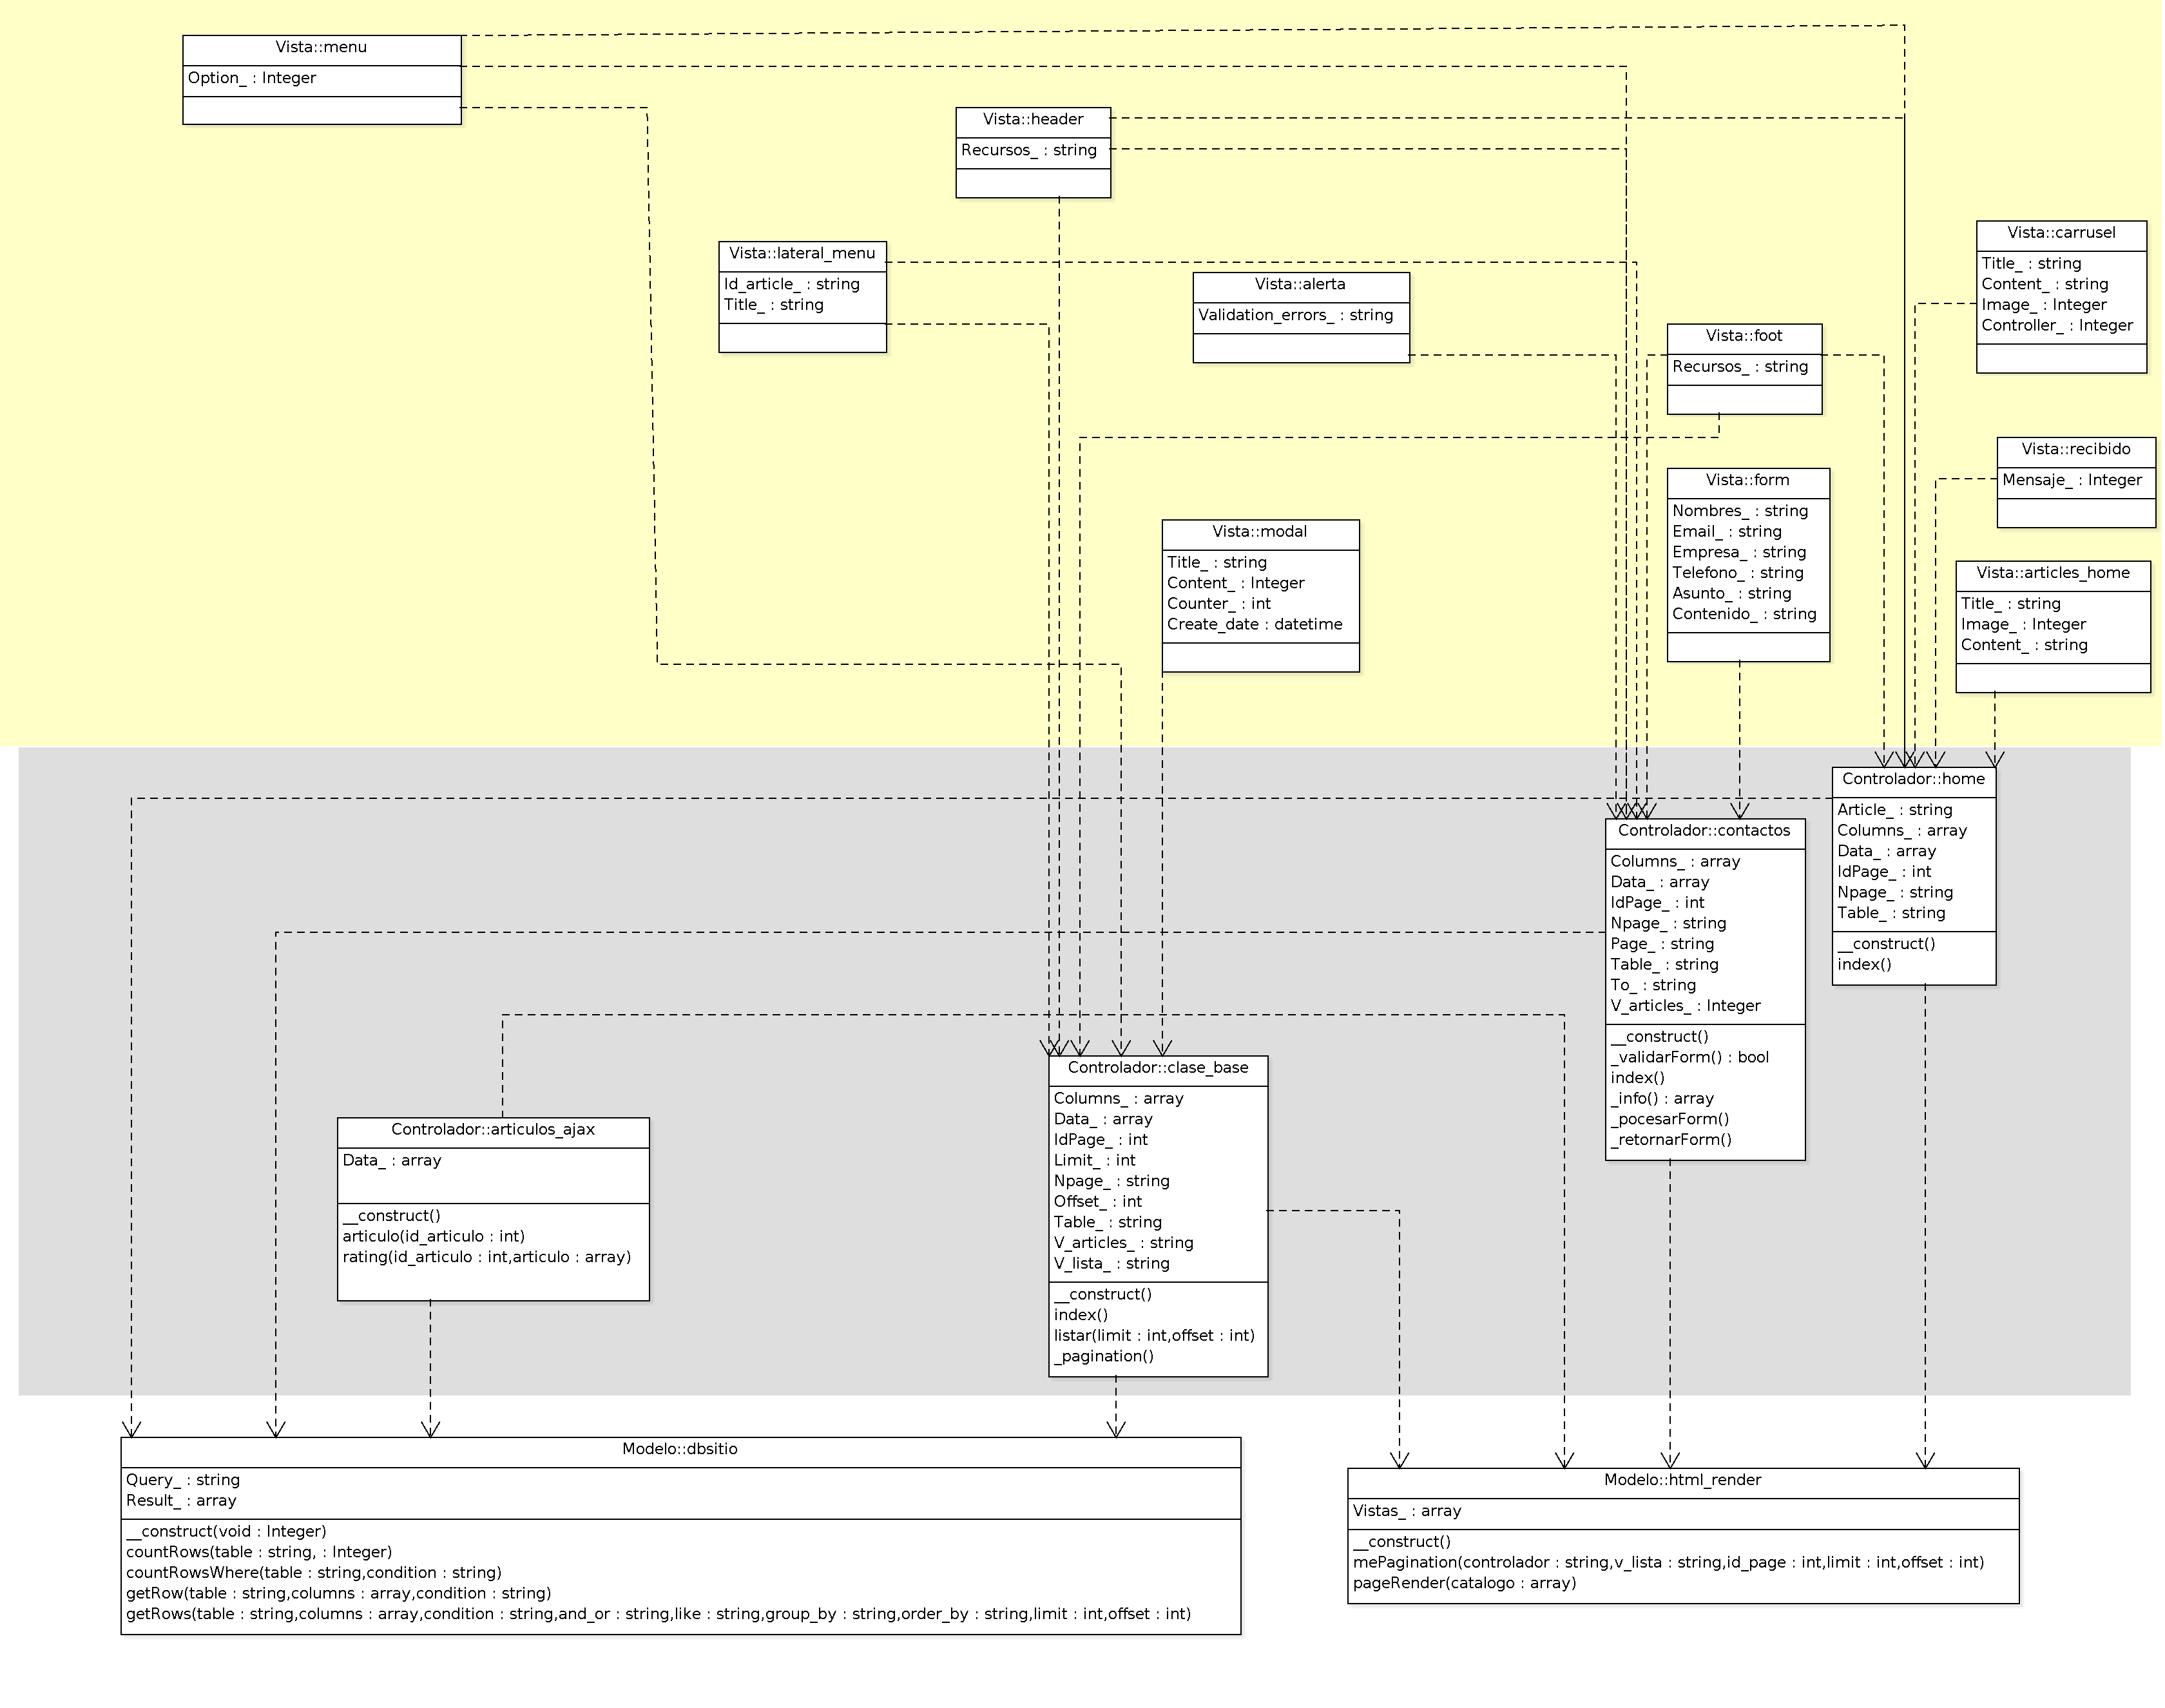 Vista::menu
Option_ : Integer
Vista::header
Recursos_ : string
Vista::lateral_menu
Id_article_ : string
Title_ : string
Vista::alerta
Validation_errors_ : string
Vista::carrusel
Title_ : string
Content_ : string
Image_ : Integer
Controller_ : Integer
Vista::foot
Recursos_ : string
Vista::recibido
Mensaje_ : Integer
Vista::form
Nombres_ : string
Email_ : string
Empresa_ : string
Telefono_ : string
Asunto_ : string
Contenido_ : string
Vista::modal
Title_ : string
Content_ : Integer
Counter_ : int
Create_date : datetime
Vista::articles_home
Title_ : string
Image_ : Integer
Content_ : string
Controlador::home
Article_ : string
Columns_ : array
Data_ : array
IdPage_ : int
Npage_ : string
Table_ : string
__construct()
index()
Controlador::contactos
Columns_ : array
Data_ : array
IdPage_ : int
Npage_ : string
Page_ : string
Table_ : string
To_ : string
V_articles_ : Integer
__construct()
_validarForm() : bool
index()
_info() : array
_pocesarForm()
_retornarForm()
Controlador::clase_base
Columns_ : array
Data_ : array
IdPage_ : int
Limit_ : int
Npage_ : string
Offset_ : int
Table_ : string
V_articles_ : string
V_lista_ : string
__construct()
index()
listar(limit : int,offset : int)
_pagination()
Controlador::articulos_ajax
Data_ : array
__construct()
articulo(id_articulo : int)
rating(id_articulo : int,articulo : array)
Modelo::dbsitio
Query_ : string
Result_ : array
__construct(void : Integer)
countRows(table : string, : Integer)
countRowsWhere(table : string,condition : string)
getRow(table : string,columns : array,condition : string)
getRows(table : string,columns : array,condition : string,and_or : string,like : string,group_by : string,order_by : string,limit : int,offset : int)
Modelo::html_render
Vistas_ : array
__construct()
mePagination(controlador : string,v_lista : string,id_page : int,limit : int,offset : int)
pageRender(catalogo : array)